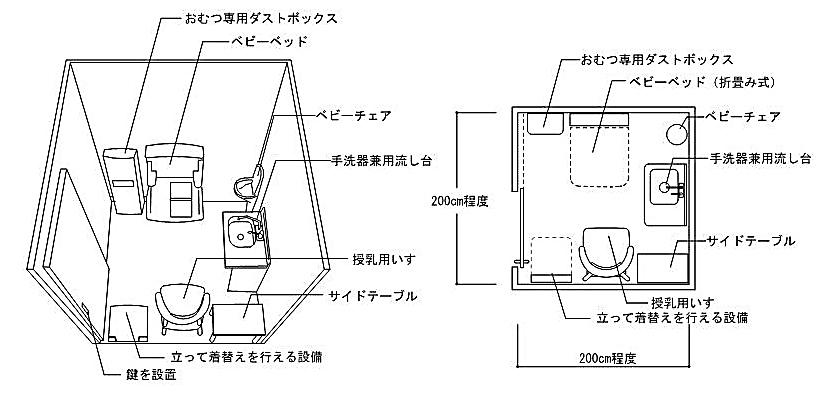 おむつ専用ダストボックス
ベビーベッド
ベビーチェア
手洗器兼用流し台
授乳用いす
サイドテーブル
立って着替えを行える設備
鍵を設置
おむつ専用ダストボックス
ベビーベッド（折畳み式）
ベビーチェア
手洗器兼用流し台
200cm程度
サイドテーブル
授乳用いす
立って着替えを行える設備
200cm程度